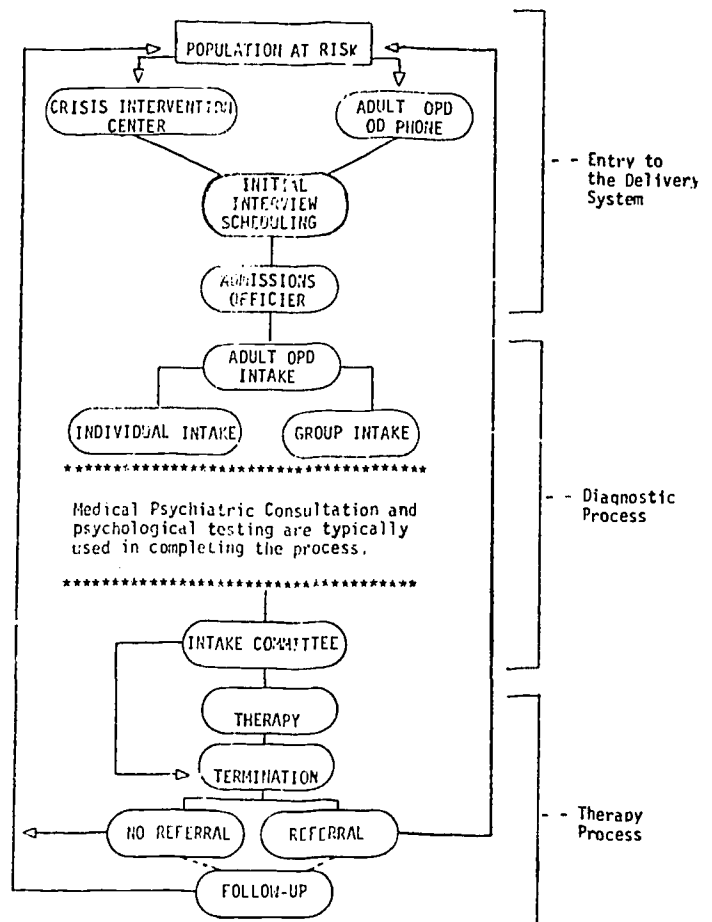 POPULATION AT RISK
CRISIS INTERVENTION
CENTER
ADULT OPD
OD PHONE
INITIAL
INTERVIEW
SCHEDULING
- - Entry to
the Delivery
System
ADMISSIONS
OFFICIER
ADULT OPD
INTAKE
INDIVIDUAL INTAKE
GROUP INTAKE
****************************************
Medical Psychiatric Consultation and
psychological testing are typically
used in completing the process.
****************************************
- - Diagnostic
Process
INTAKE COMMITTEE
THERAPY
TERMINATION
NO REFERRAL
REFERRAL
- - Therapy
Process
FOLLOW-UP